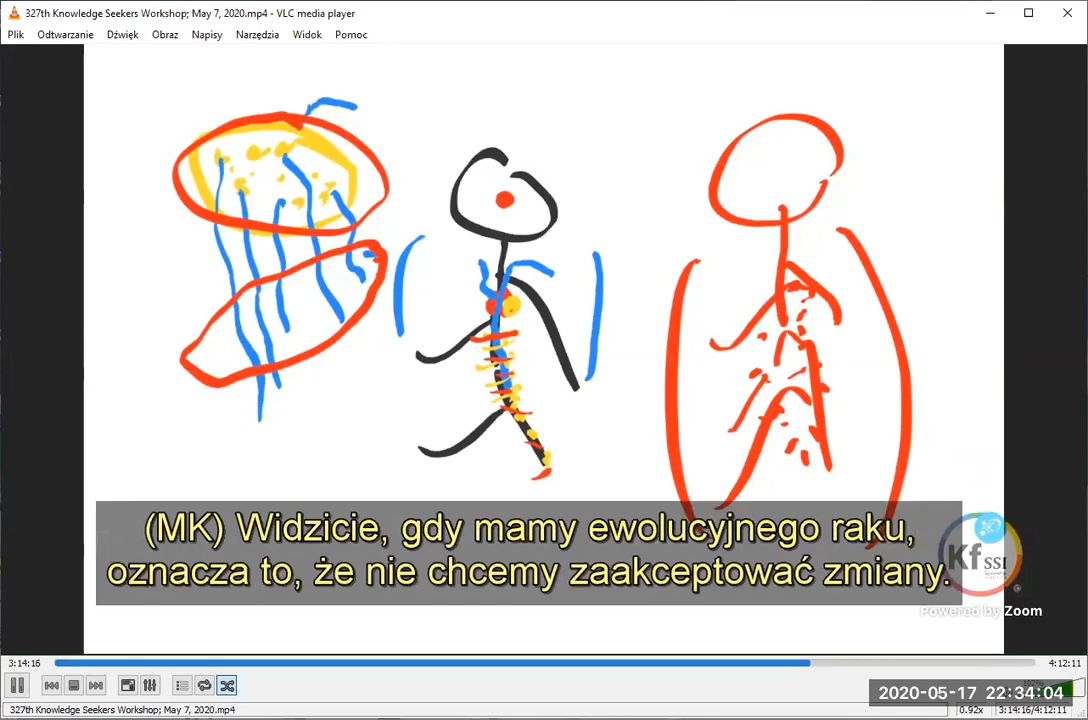 327th Knowledge Seekers Workshop; May 7, 2020.mp4 - VLC media player
Plik Odtwarzanie Dźwięk Obraz Napisy Narzędzia Widok Pomoc
(MK) Widzicie, gdy mamy ewolucyjnego raku,
oznacza to, że nie chcemy zaakceptować zmiany.
Kf SSI
Powered by Zoom
3:14:16 4:12:11
102%
2020-05-17 22:34:04
327th Knowledge Seekers Workshop; May 7, 2020.mp4 0.92x 3:14:16/4:12:11